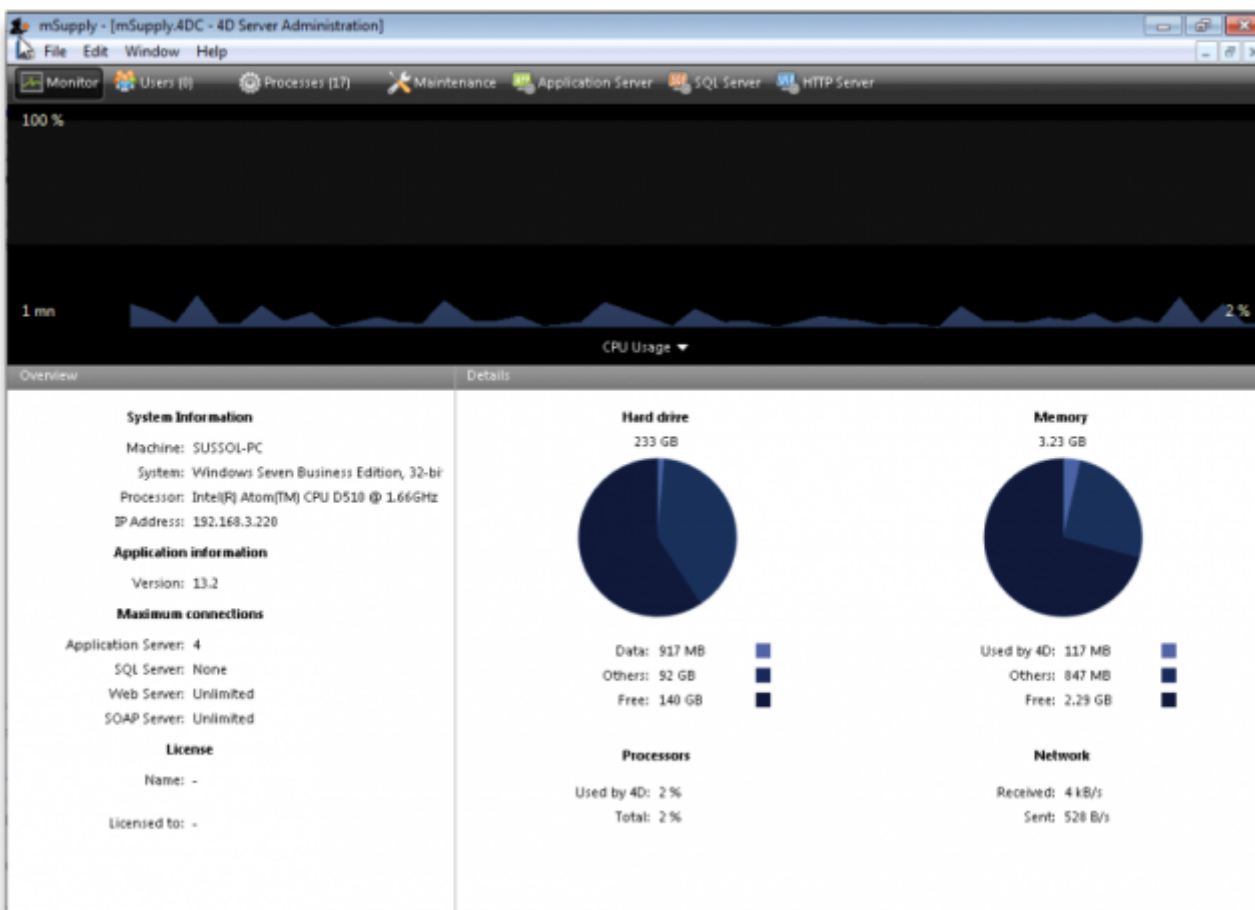 mSupply - [mSupply.4DC - 4D Server Administration]
File Edit Window Help
Monitor Users (0) Processes (17) Maintenance Application Server SQL Server HTTP Server
100 %
1 mn 2 %
CPU Usage
Overview Details
System Information
Machine: SUSSOL-PC
System: Windows Seven Business Edition, 32-bi
Processor: Intel(R) Atom(TM) CPU D510 @ 1.66GHz
IP Address: 192.168.3.220
Application information
Version: 13.2
Maximum connections
Application Server: 4
SQL Server: None
Web Server: Unlimited
SOAP Server: Unlimited
License
Name: -
Licensed to: -
Hard drive
233 GB
Data: 917 MB
Others: 92 GB
Free: 140 GB
Memory
3.23 GB
Used by 4D: 117 MB
Others: 847 MB
Free: 2.29 GB
Processors
Used by 4D: 2 %
Total: 2 %
Network
Received: 4 kB/s
Sent: 528 B/s